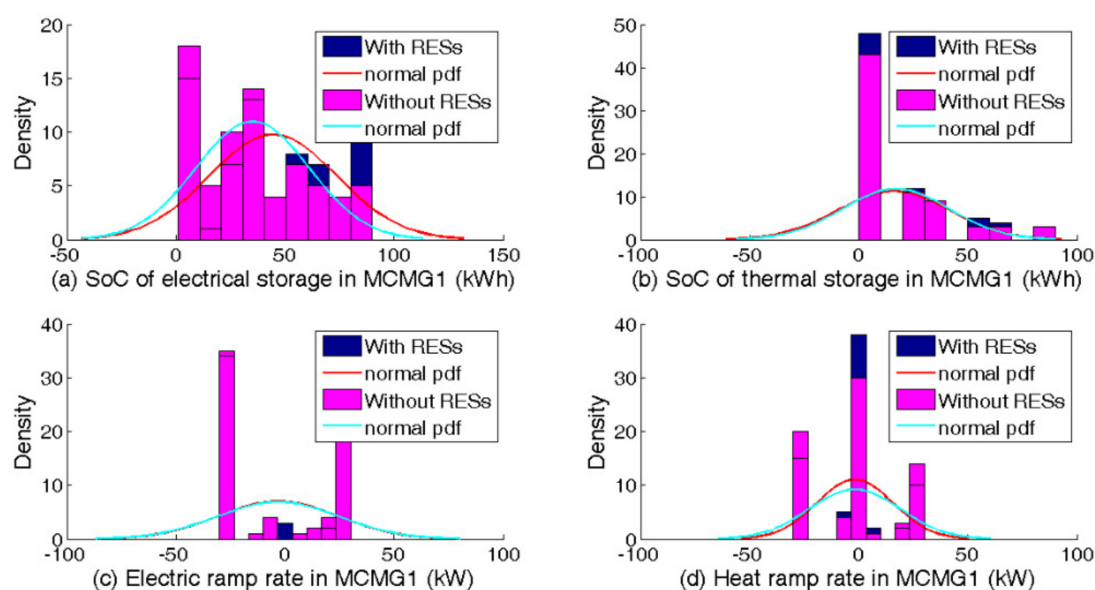 20
15
10
5
0
Density
-50
0
50
100
150
With RESs
normal pdf
Without RESs
normal pdf
(a) SoC of electrical storage in MCMG1 (kWh)
50
40
30
20
10
0
Density
-100
-50
0
50
100
With RESs
normal pdf
Without RESs
normal pdf
(b) SoC of thermal storage in MCMG1 (kWh)
40
30
20
10
0
Density
-100
-50
0
50
100
With RESs
normal pdf
Without RESs
normal pdf
(c) Electric ramp rate in MCMG1 (kW)
40
30
20
10
0
Density
-100
-50
0
50
100
With RESs
normal pdf
Without RESs
normal pdf
(d) Heat ramp rate in MCMG1 (kW)